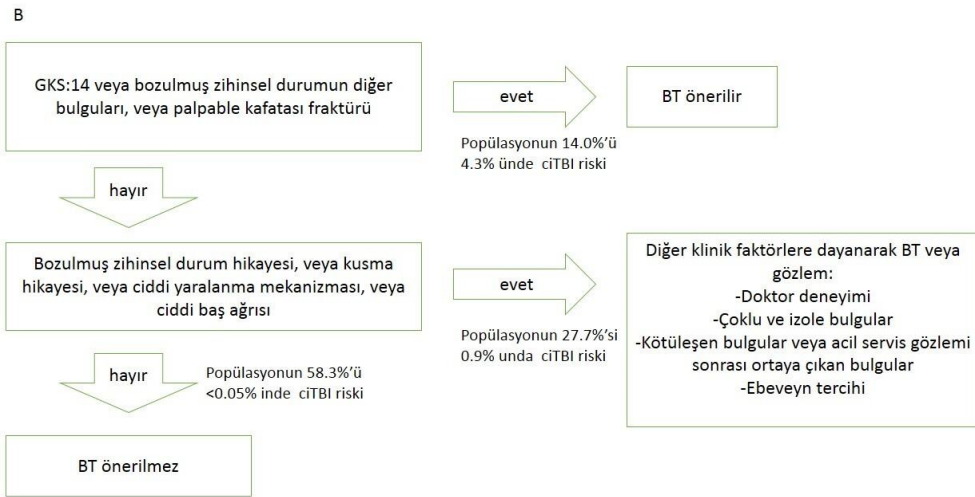 B
GKS:14 veya bozulmuş zihinsel durumun diğer
bulguları, veya palpable kafatası fraktürü
evet
BT önerilir
Popülasyonun 14.0%'ü
4.3% ünde ciTBI riski
hayır
Bozulmuş zihinsel durum hikayesi, veya kusma
hikayesi, veya ciddi yaralanma mekanizması, veya
ciddi baş ağrısı
evet
Popülasyonun 27.7%'si
0.9% unda ciTBI riski
Diğer klinik faktörlere dayanarak BT veya
gözlem:
-Doktor deneyimi
-Çoklu ve izole bulgular
-Kötüleşen bulgular veya acil servis gözlemi
sonrası ortaya çıkan bulgular
-Ebeveyn tercihi
hayır
Popülasyonun 58.3%'ü
<0.05% inde ciTBI riski
BT önerilmez